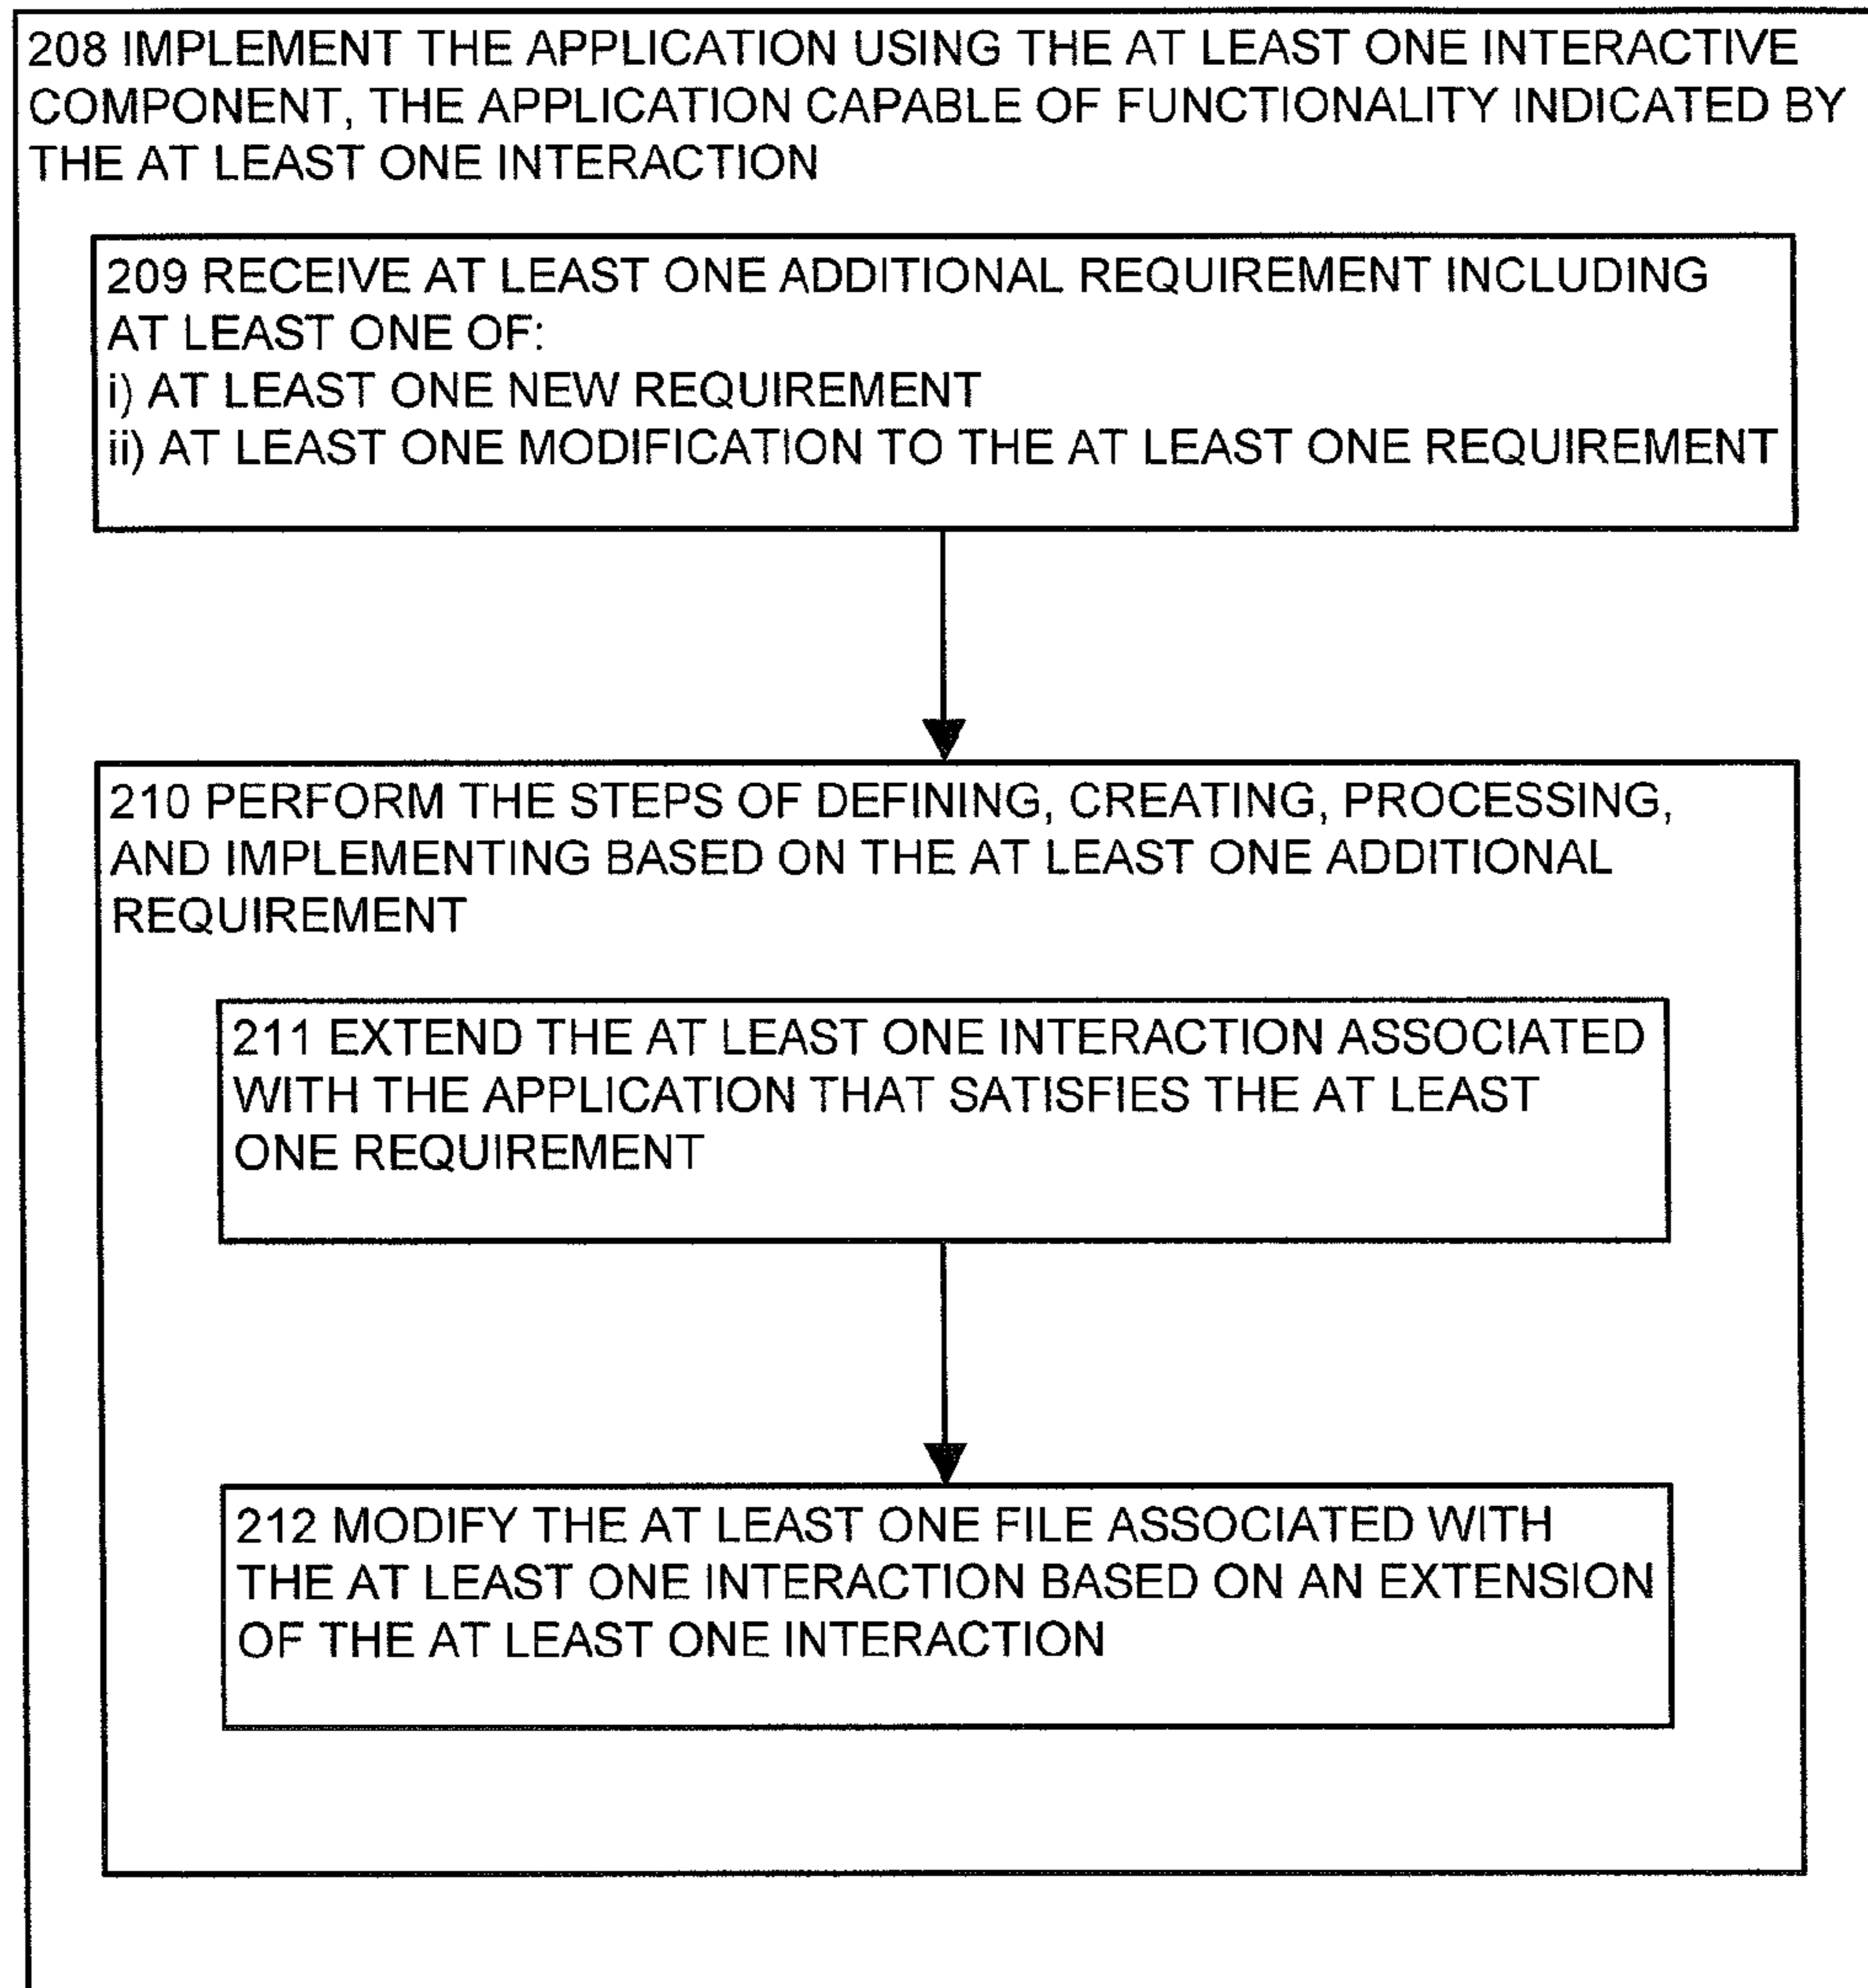 208 IMPLEMENT THE APPLICATION USING THE AT LEAST ONE INTERACTIVE
COMPONENT, THE APPLICATION CAPABLE OF FUNCTIONALITY INDICATED BY
THE AT LEAST ONE INTERACTION
209 RECEIVE AT LEAST ONE ADDITIONAL REQUIREMENT INCLUDING
AT LEAST ONE OF:
i) AT LEAST ONE NEW REQUIREMENT
ii) AT LEAST ONE MODIFICATION TO THE AT LEAST ONE REQUIREMENT
210 PERFORM THE STEPS OF DEFINING, CREATING, PROCESSING,
AND IMPLEMENTING BASED ON THE AT LEAST ONE ADDITIONAL
REQUIREMENT
211 EXTEND THE AT LEAST ONE INTERACTION ASSOCIATED
WITH THE APPLICATION THAT SATISFIES THE AT LEAST
ONE REQUIREMENT
212 MODIFY THE AT LEAST ONE FILE ASSOCIATED WITH
THE AT LEAST ONE INTERACTION BASED ON AN EXTENSION
OF THE AT LEAST ONE INTERACTION